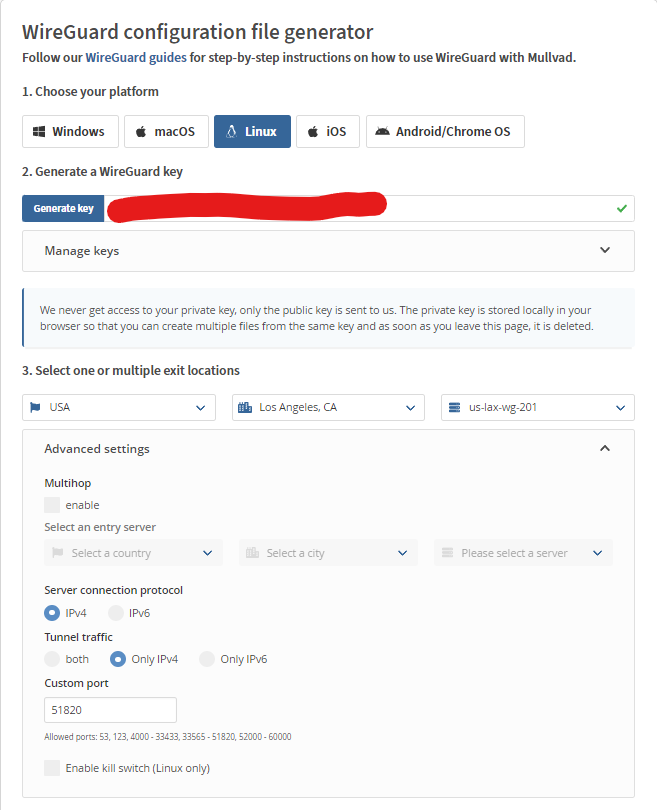 WireGuard configuration file generator
Follow our WireGuard guides for step-by-step instructions on how to use WireGuard with Mullvad.
1. Choose your platform
Windows macOS Linux iOS Android/Chrome OS
2. Generate a WireGuard key
Generate key
Manage keys
We never get access to your private key, only the public key is sent to us. The private key is stored locally in your
browser so that you can create multiple files from the same key and as soon as you leave this page, it is deleted.
3. Select one or multiple exit locations
USA Los Angeles, CA us-lax-wg-201
Advanced settings
Multihop
enable
Select an entry server
Select a country Select a city Please select a server
Server connection protocol
IPv4 IPv6
Tunnel traffic
both Only IPv4 Only IPv6
Custom port
51820
Allowed ports: 53, 123, 4000 - 33433, 33565 - 51820, 52000 - 60000
Enable kill switch (Linux only)